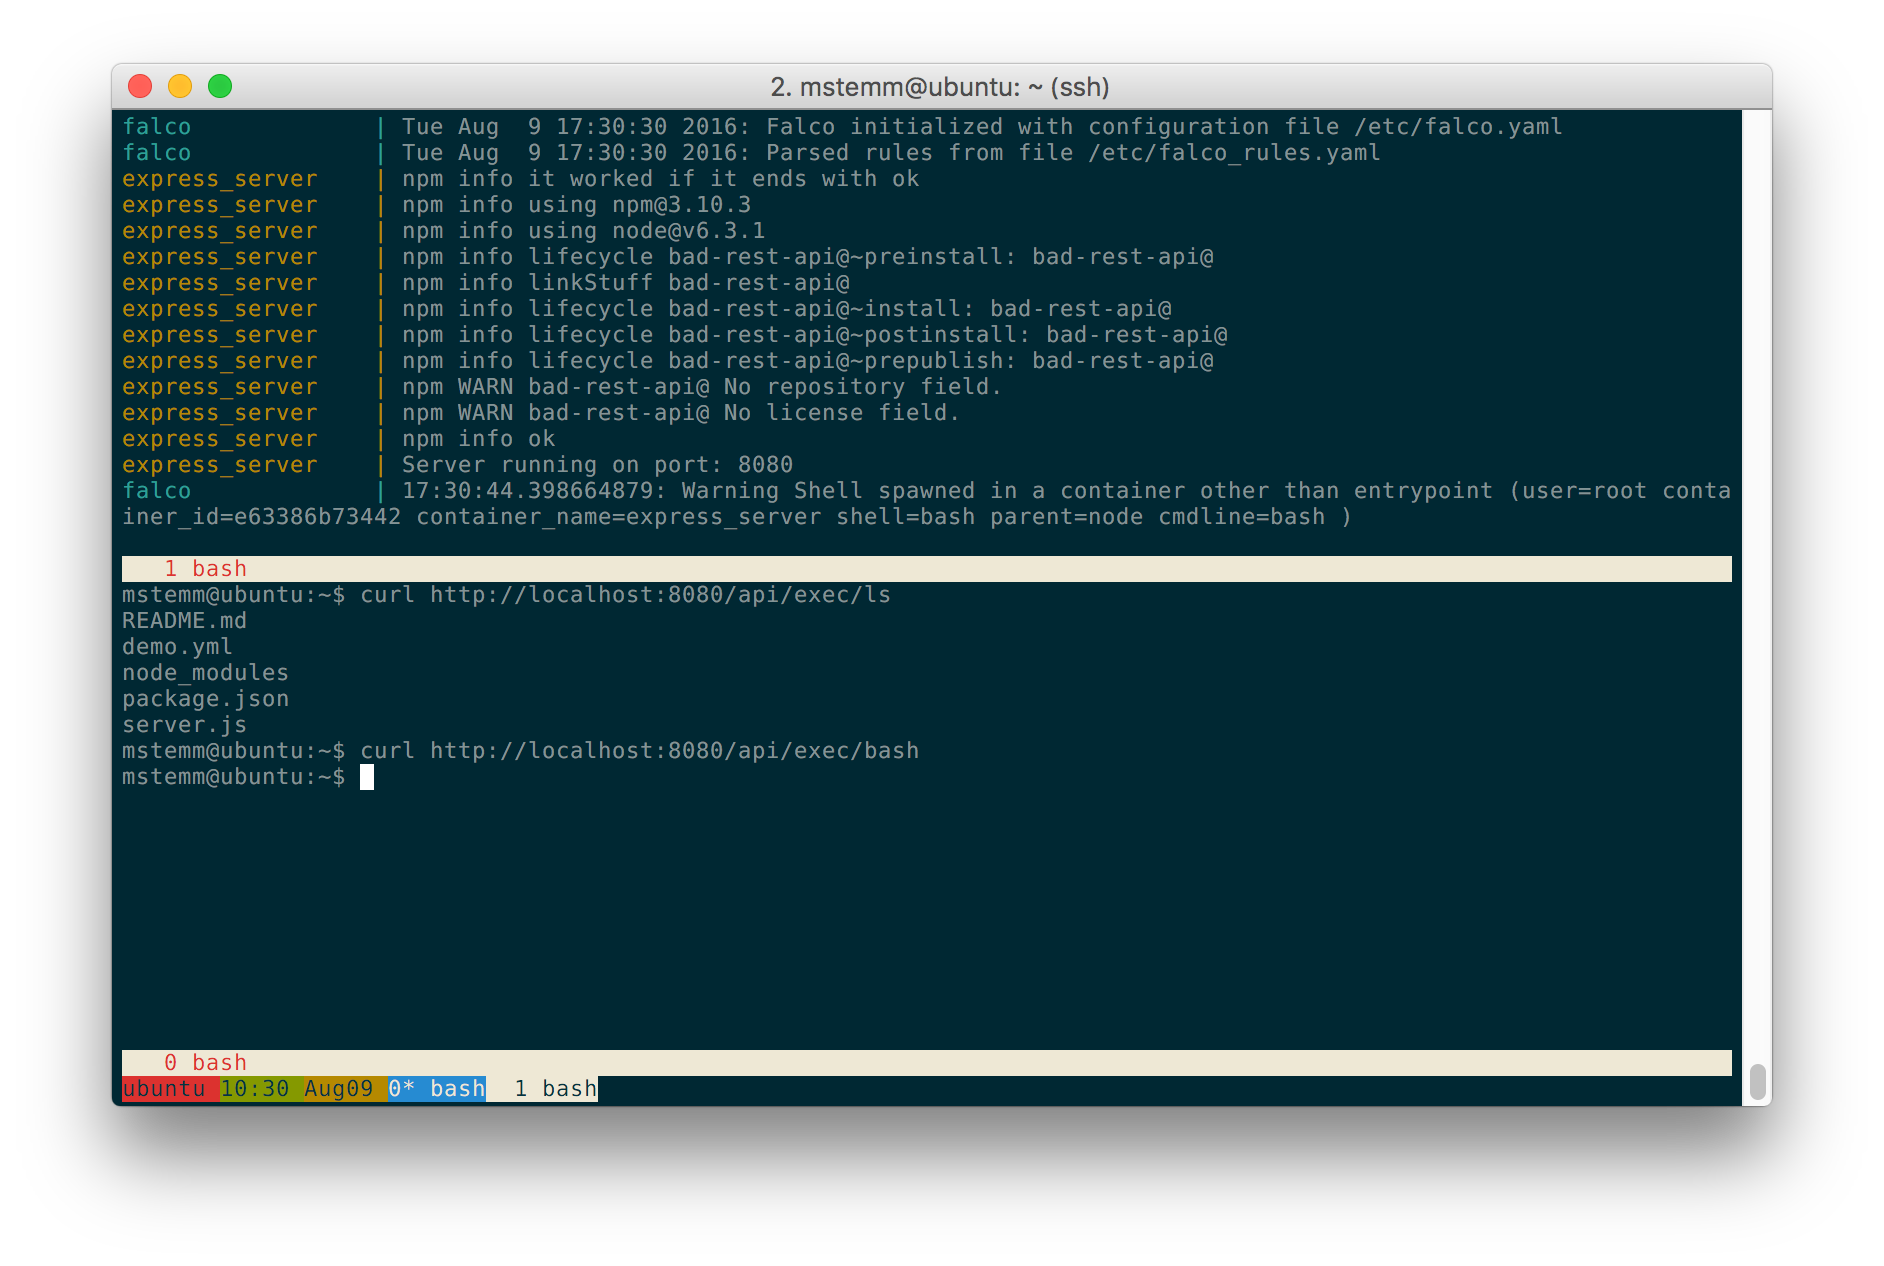 2. mstemm@ubuntu: ~ (ssh)
falco | Tue Aug  9 17:30:30 2016: Falco initialized with configuration file /etc/falco.yaml
falco | Tue Aug  9 17:30:30 2016: Parsed rules from file /etc/falco_rules.yaml
express_server | npm info it worked if it ends with ok
express_server | npm info using npm@3.10.3
express_server | npm info using node@v6.3.1
express_server | npm info lifecycle bad-rest-api@~preinstall: bad-rest-api@
express_server | npm info linkStuff bad-rest-api@
express_server | npm info lifecycle bad-rest-api@~install: bad-rest-api@
express_server | npm info lifecycle bad-rest-api@~postinstall: bad-rest-api@
express_server | npm info lifecycle bad-rest-api@~prepublish: bad-rest-api@
express_server | npm WARN bad-rest-api@ No repository field.
express_server | npm WARN bad-rest-api@ No license field.
express_server | npm info ok
express_server | Server running on port: 8080
falco | 17:30:44.398664879: Warning Shell spawned in a container other than entrypoint (user=root conta
iner_id=e63386b73442 container_name=express_server shell=bash parent=node cmdline=bash )
1 bash
mstemm@ubuntu:~$ curl http://localhost:8080/api/exec/ls
README.md
demo.yml
node_modules
package.json
server.js
mstemm@ubuntu:~$ curl http://localhost:8080/api/exec/bash
mstemm@ubuntu:~$
0 bash
ubuntu 10:30 Aug09 0* bash  1 bash